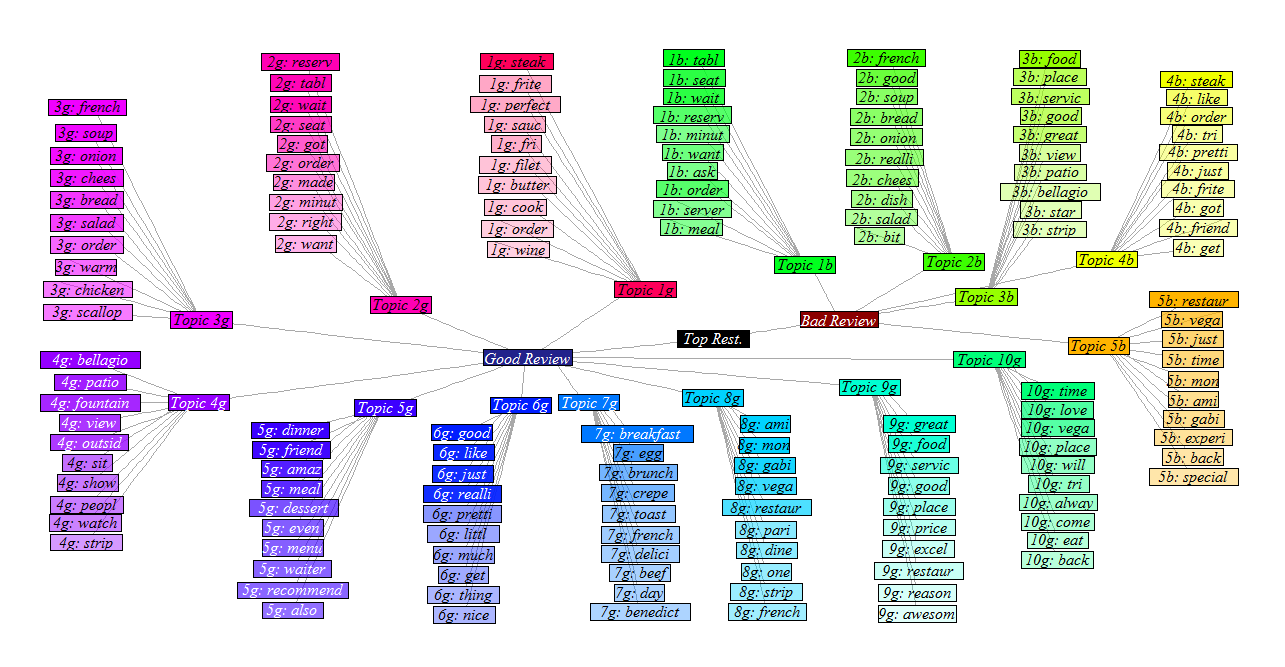 Top Rest.
Good Review
Bad Review
Topic 1g
1g: steak
1g: frite
1g: perfect
1g: sauc
1g: fri
1g: filet
1g: butter
1g: cook
1g: order
1g: wine
Topic 2g
2g: reserv
2g: tabl
2g: wait
2g: seat
2g: got
2g: order
2g: made
2g: minut
2g: right
2g: want
Topic 3g
3g: french
3g: soup
3g: onion
3g: chees
3g: bread
3g: salad
3g: order
3g: warm
3g: chicken
3g: scallop
Topic 4g
4g: bellagio
4g: patio
4g: fountain
4g: view
4g: outsid
4g: sit
4g: show
4g: peopl
4g: watch
4g: strip
Topic 5g
5g: dinner
5g: friend
5g: amaz
5g: meal
5g: dessert
5g: even
5g: menu
5g: waiter
5g: recommend
5g: also
Topic 6g
6g: good
6g: like
6g: just
6g: realli
6g: pretti
6g: littl
6g: much
6g: get
6g: thing
6g: nice
Topic 7g
7g: breakfast
7g: egg
7g: brunch
7g: crepe
7g: toast
7g: french
7g: delici
7g: beef
7g: day
7g: benedict
Topic 8g
8g: ami
8g: mon
8g: gabi
8g: vega
8g: restaur
8g: pari
8g: dine
8g: one
8g: strip
8g: french
Topic 9g
9g: great
9g: food
9g: servic
9g: good
9g: place
9g: price
9g: excel
9g: restaur
9g: reason
9g: awesom
Topic 10g
10g: time
10g: love
10g: vega
10g: place
10g: will
10g: tri
10g: alway
10g: come
10g: eat
10g: back
Topic 1b
1b: tabl
1b: seat
1b: wait
1b: reserv
1b: minut
1b: want
1b: ask
1b: order
1b: server
1b: meal
Topic 2b
2b: french
2b: good
2b: soup
2b: bread
2b: onion
2b: realli
2b: chees
2b: dish
2b: salad
2b: bit
Topic 3b
3b: food
3b: place
3b: servic
3b: good
3b: great
3b: view
3b: patio
3b: bellagio
3b: star
3b: strip
Topic 4b
4b: steak
4b: like
4b: order
4b: tri
4b: pretti
4b: just
4b: frite
4b: got
4b: friend
4b: get
Topic 5b
5b: restaur
5b: vega
5b: just
5b: time
5b: mon
5b: ami
5b: gabi
5b: experi
5b: back
5b: special